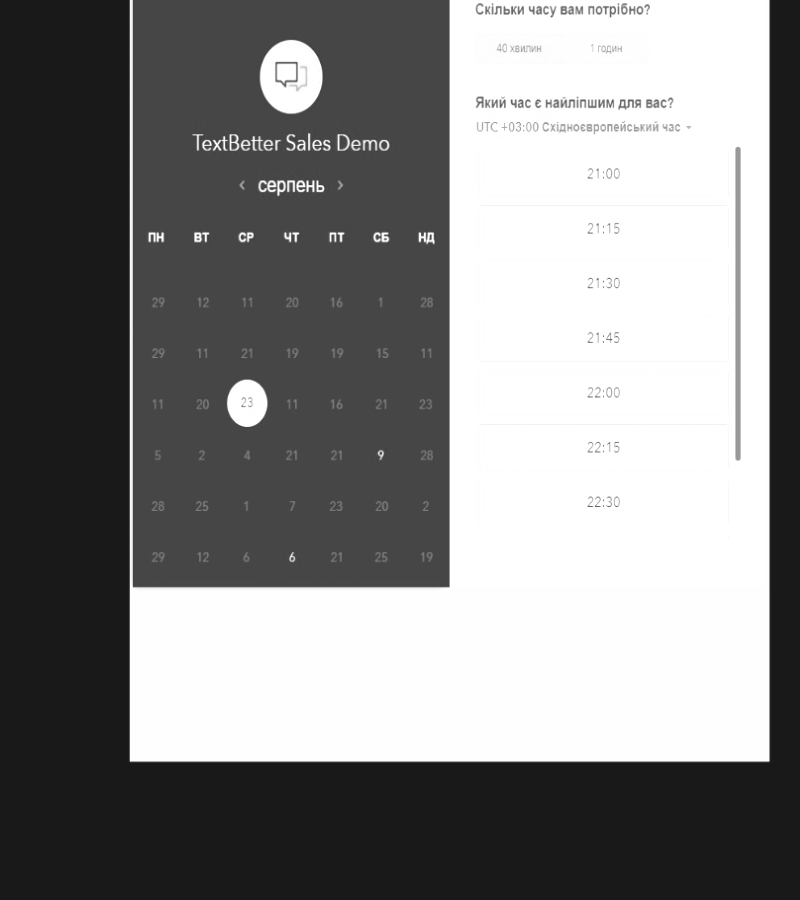 TextBetter Sales Demo
‹ серпень ›
ПН ВТ СР ЧТ ПТ СБ НД
29 12 11 20 16 1 28
29 11 21 19 19 15 11
11 20 23 11 16 21 23
5 2 4 21 21 9 28
28 25 1 7 23 20 2
29 12 6 6 21 25 19
Скільки часу вам потрібно?
40 хвилин 1 годин
Який час є найліпшим для вас?
UTC +03:00 Східноєвропейський час
21:00
21:15
21:30
21:45
22:00
22:15
22:30